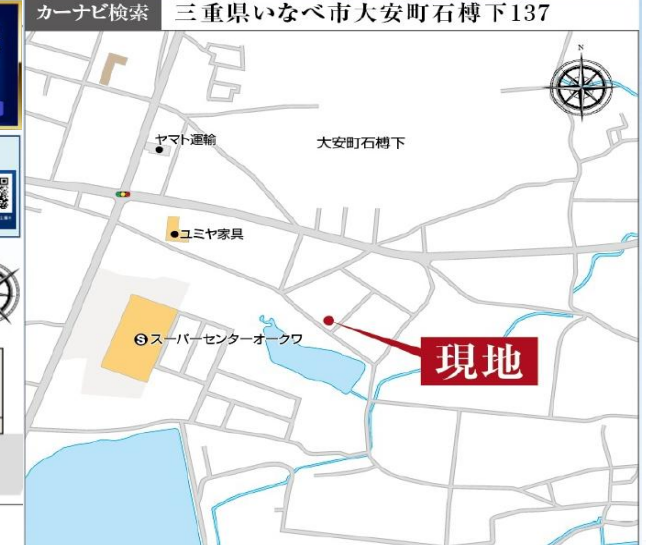 カーナビ検索 三重県いなべ市大安町石榑下137
N
ヤマト運輸
大安町石榑下
ユミヤ家具
S スーパーセンターオークワ
現地